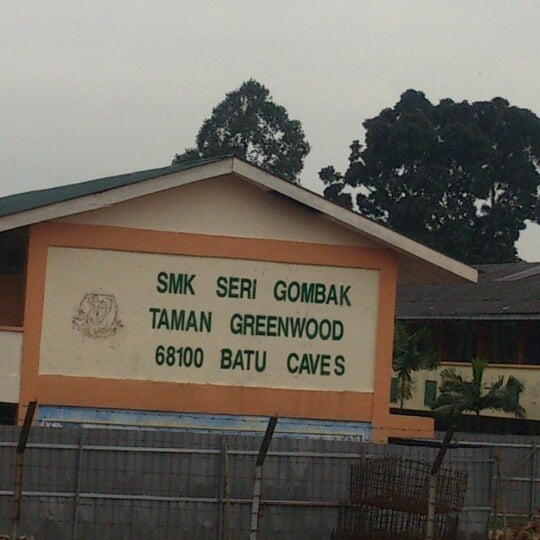 SMK SERI GOMBAK
TAMAN GREENWOOD
68100 BATU CAVES